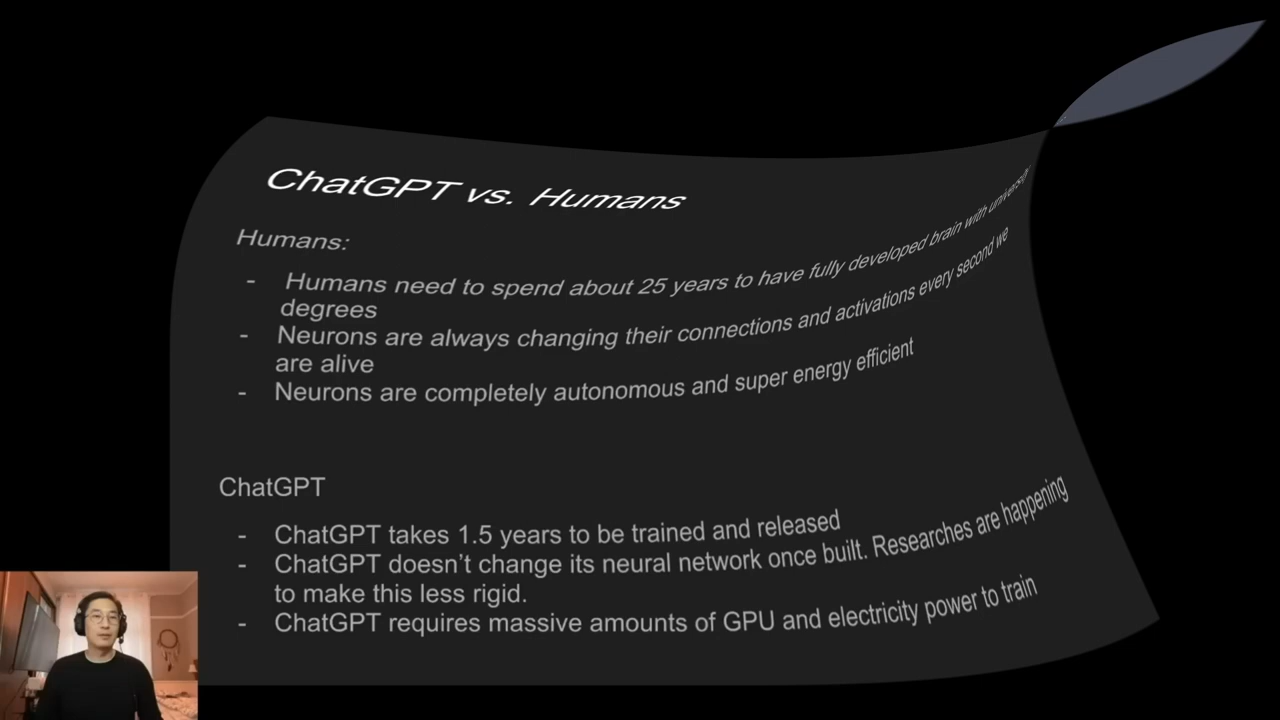 ChatGPT vs. Humans
Humans:
- Humans need to spend about 25 years to have fully developed brain with university
degrees
- Neurons are always changing their connections and activations every second we
are alive
- Neurons are completely autonomous and super energy efficient
ChatGPT
- ChatGPT takes 1.5 years to be trained and released
- ChatGPT doesn’t change its neural network once built. Researches are happening
to make this less rigid.
- ChatGPT requires massive amounts of GPU and electricity power to train